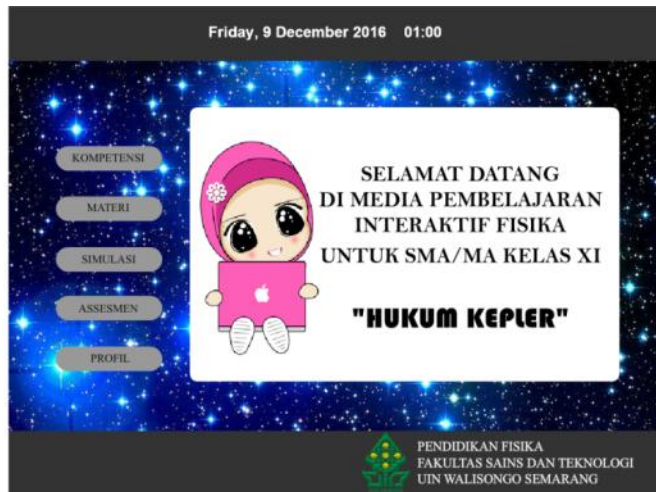 Friday, 9 December 2016 01:00
KOMPETENSI
MATERI
SIMULASI
ASSESMEN
PROFIL
SELAMAT DATANG
DI MEDIA PEMBELAJARAN
INTERAKTIF FISIKA
UNTUK SMA/MA KELAS XI
"HUKUM KEPLER"
PENDIDIKAN FISIKA
FAKULTAS SAINS DAN TEKNOLOGI
UIN WALISONGO SEMARANG